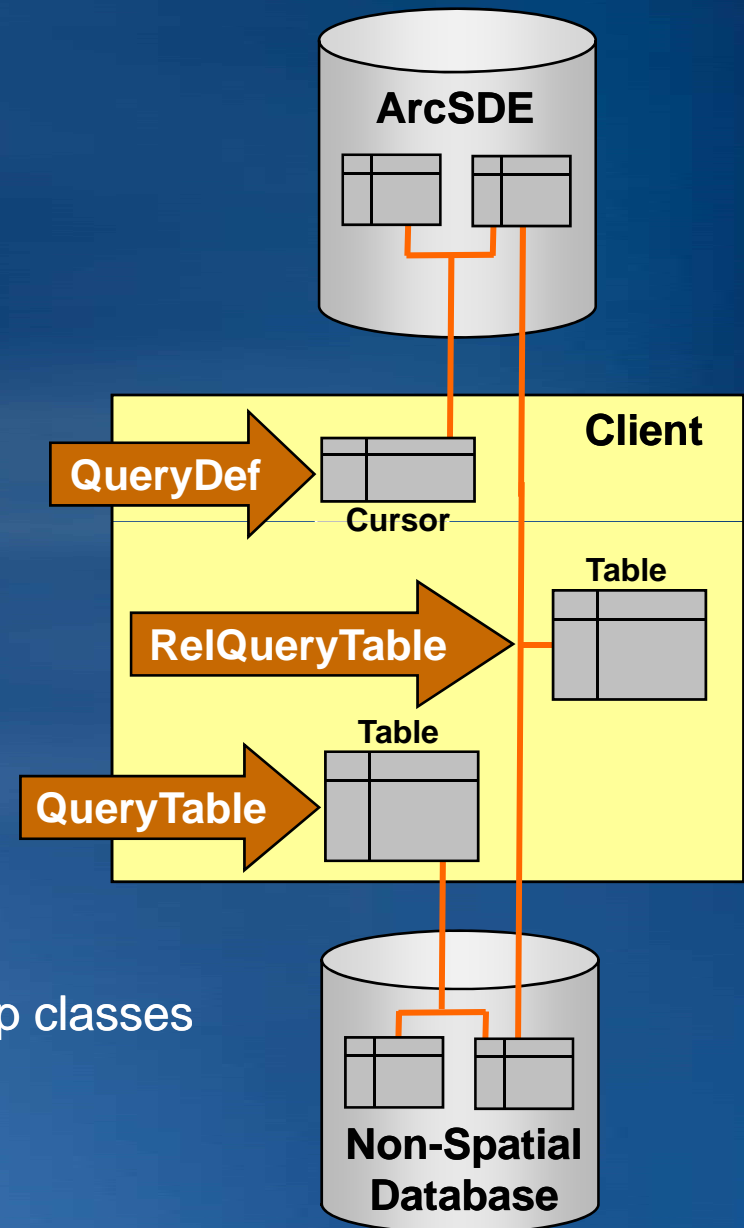 ArcSDE
Client
QueryDef
Cursor
Table
RelQueryTable
Table
QueryTable
p classes
Non-Spatial
Database